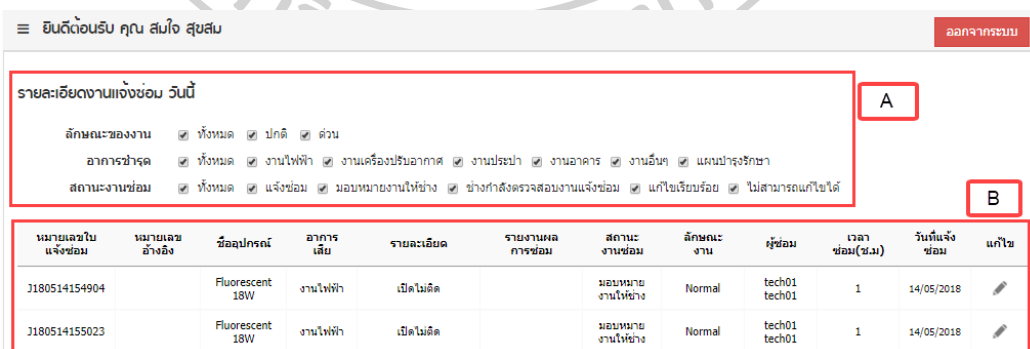 ≡ ยินดีต้อนรับ คุณ สมใจ สุขสม ออกจากระบบ
รายละเอียดงานแจ้งซ่อม วันนี้
A
ลักษณะของงาน ทั้งหมด ปกติ ด่วน
อาการชำรุด ทั้งหมด งานไฟฟ้า งานเครื่องปรับอากาศ งานประปา งานอาคาร งานอื่นๆ แผนบำรุงรักษา
สถานะงานซ่อม ทั้งหมด แจ้งซ่อม มอบหมายงานให้ช่าง ช่างกำลังตรวจสอบงานแจ้งซ่อม แก้ไขเรียบร้อย ไม่สามารถแก้ไขได้
B
หมายเลขใบ หมายเลข ชื่ออุปกรณ์ อาการ รายละเอียด รายงานผล สถานะ ลักษณะ ผู้ซ่อม เวลา วันที่แจ้ง แก้ไข
แจ้งซ่อม อ้างอิง เสีย การซ่อม งานซ่อม งาน ซ่อม(ช.ม) ซ่อม
J180514154904 Fluorescent งานไฟฟ้า เปิดไม่ติด มอบหมาย Normal tech01 1 14/05/2018
18W งานให้ช่าง tech01
J180514155023 Fluorescent งานไฟฟ้า เปิดไม่ติด มอบหมาย Normal tech01 1 14/05/2018
18W งานให้ช่าง tech01